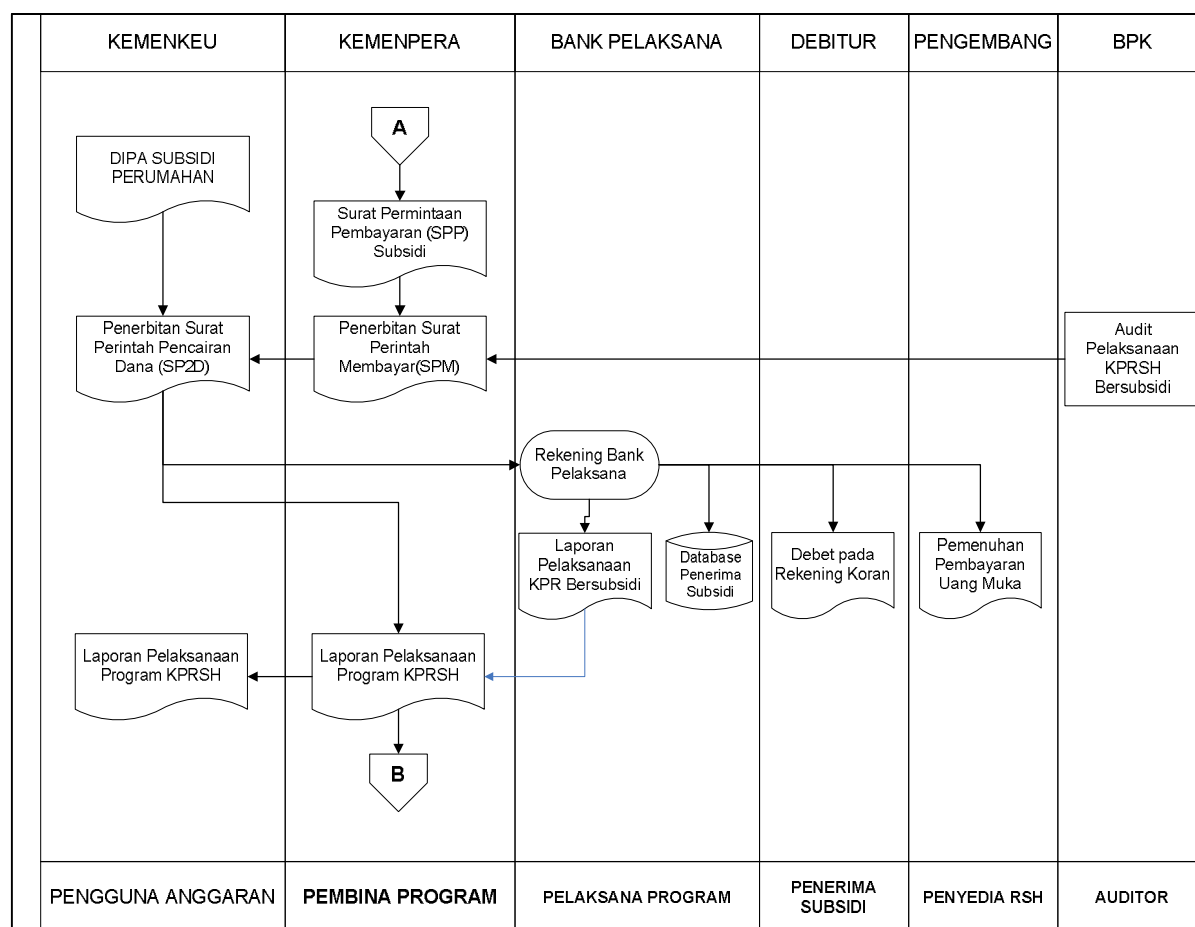 KEMENKEU
KEMENPERA
BANK PELAKSANA
DEBITUR
PENGEMBANG
BPK
A
DIPA SUBSIDI
PERUMAHAN
Surat Permintaan
Pembayaran (SPP)
Subsidi
Penerbitan Surat
Perintah Pencairan
Dana (SP2D)
Penerbitan Surat
Perintah
Membayar(SPM)
Audit
Pelaksanaan
KPRSH
Bersubsidi
Rekening Bank
Pelaksana
Laporan
Pelaksanaan
KPR Bersubsidi
Database
Penerima
Subsidi
Debet pada
Rekening Koran
Pemenuhan
Pembayaran
Uang Muka
Laporan Pelaksanaan
Program KPRSH
Laporan Pelaksanaan
Program KPRSH
B
PENGGUNA ANGGARAN
PEMBINA PROGRAM
PELAKSANA PROGRAM
PENERIMA
SUBSIDI
PENYEDIA RSH
AUDITOR